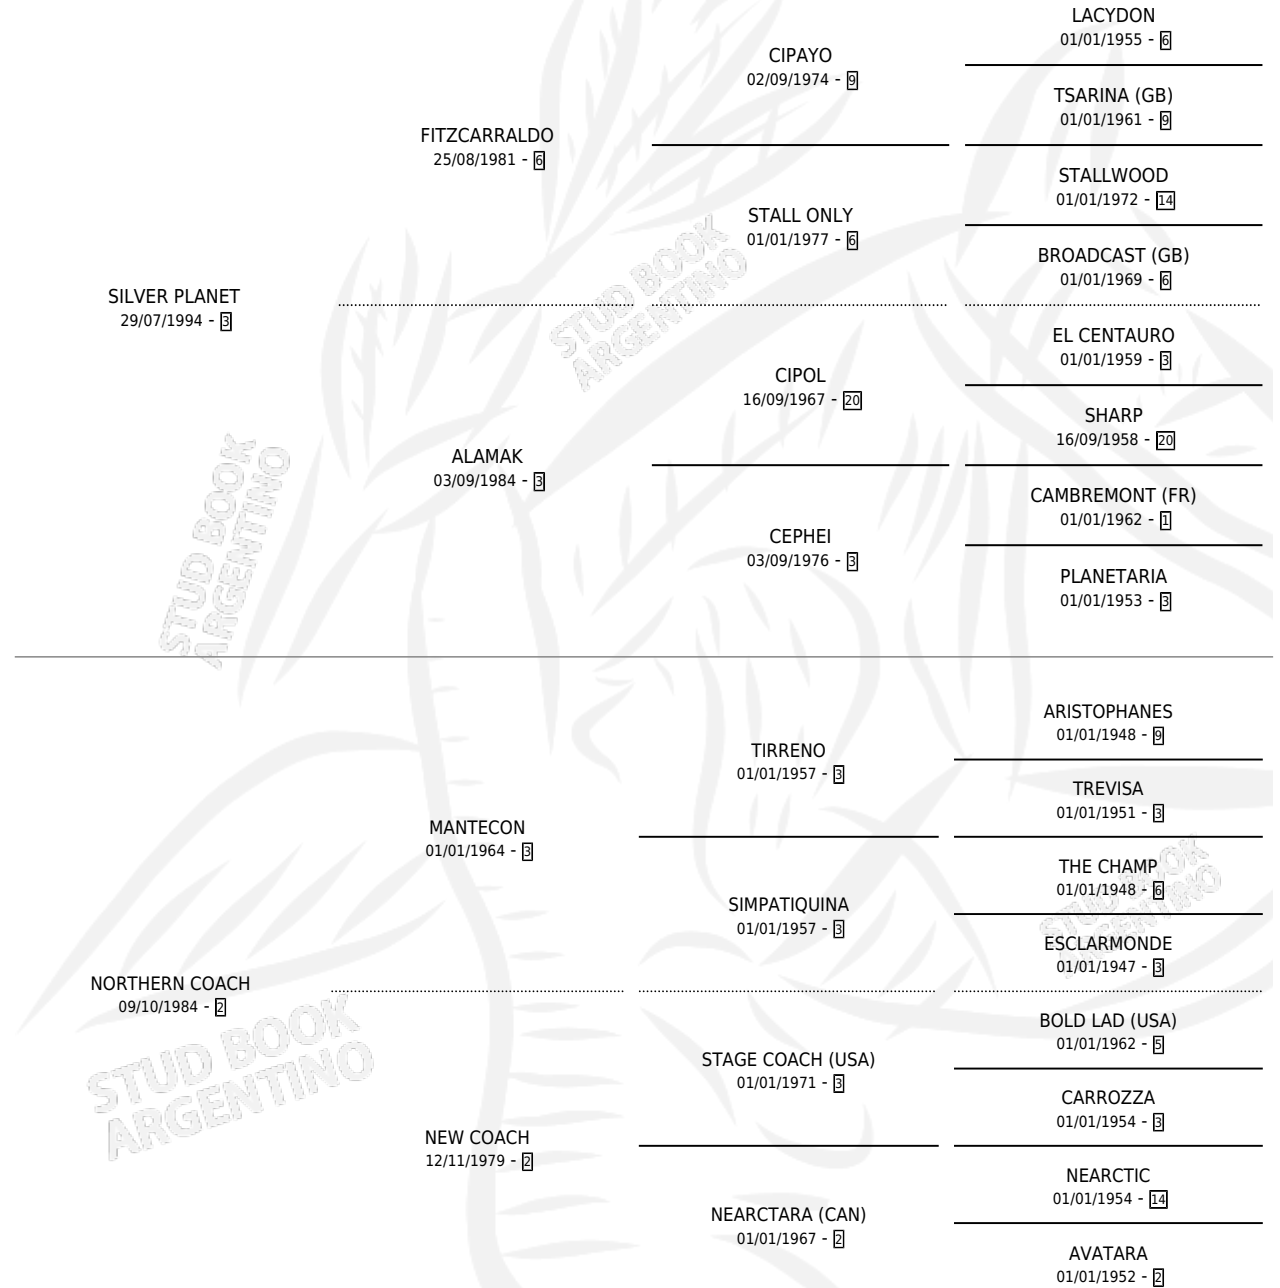 LACYDON
01/01/1955 - 6
CIPAYO
02/09/1974 - 9
TSARINA (GB)
01/01/1961 - 9
FITZCARRALDO
25/08/1981 - 6
STALLWOOD
01/01/1972 - 14
STALL ONLY
01/01/1977 - 6
BROADCAST (GB)
01/01/1969 - 6
SILVER PLANET
29/07/1994 - 3
STUD BOOK
ARGENTINO
EL CENTAURO
01/01/1959 - 3
CIPOL
16/09/1967 - 20
SHARP
16/09/1958 - 20
ALAMAK
03/09/1984 - 3
CAMBREMONT (FR)
01/01/1962 - 1
CEPHEI
03/09/1976 - 3
PLANETARIA
01/01/1953 - 3
STUD BOOK
ARGENTINO
ARISTOPHANES
01/01/1948 - 9
TIRRENO
01/01/1957 - 3
TREVISA
01/01/1951 - 3
MANTECON
01/01/1964 - 3
THE CHAMP
01/01/1948 - 6
SIMPATIQUINA
01/01/1957 - 3
STUD BOOK
ARGENTINO
ESCLARMONDE
01/01/1947 - 3
NORTHERN COACH
09/10/1984 - 2
BOLD LAD (USA)
01/01/1962 - 5
STAGE COACH (USA)
01/01/1971 - 3
CARROZZA
01/01/1954 - 3
STUD BOOK
ARGENTINO
NEW COACH
12/11/1979 - 2
NEARCTIC
01/01/1954 - 14
NEARCTARA (CAN)
01/01/1967 - 2
AVATARA
01/01/1952 - 2